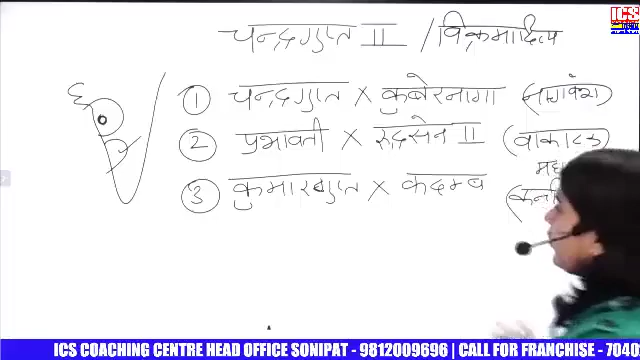 ICS
चन्द्रगुप्त II / विक्रमादित्य
① चन्द्रगुप्त × कुबेरनागा (नागवंश)
② प्रभावती × रुद्रसेन II (वाकाटक)
③ कुमारगुप्त × कदम्ब
ICS COACHING CENTRE HEAD OFFICE SONIPAT - 9812009696 | CALL FOR FRANCHISE - 7040